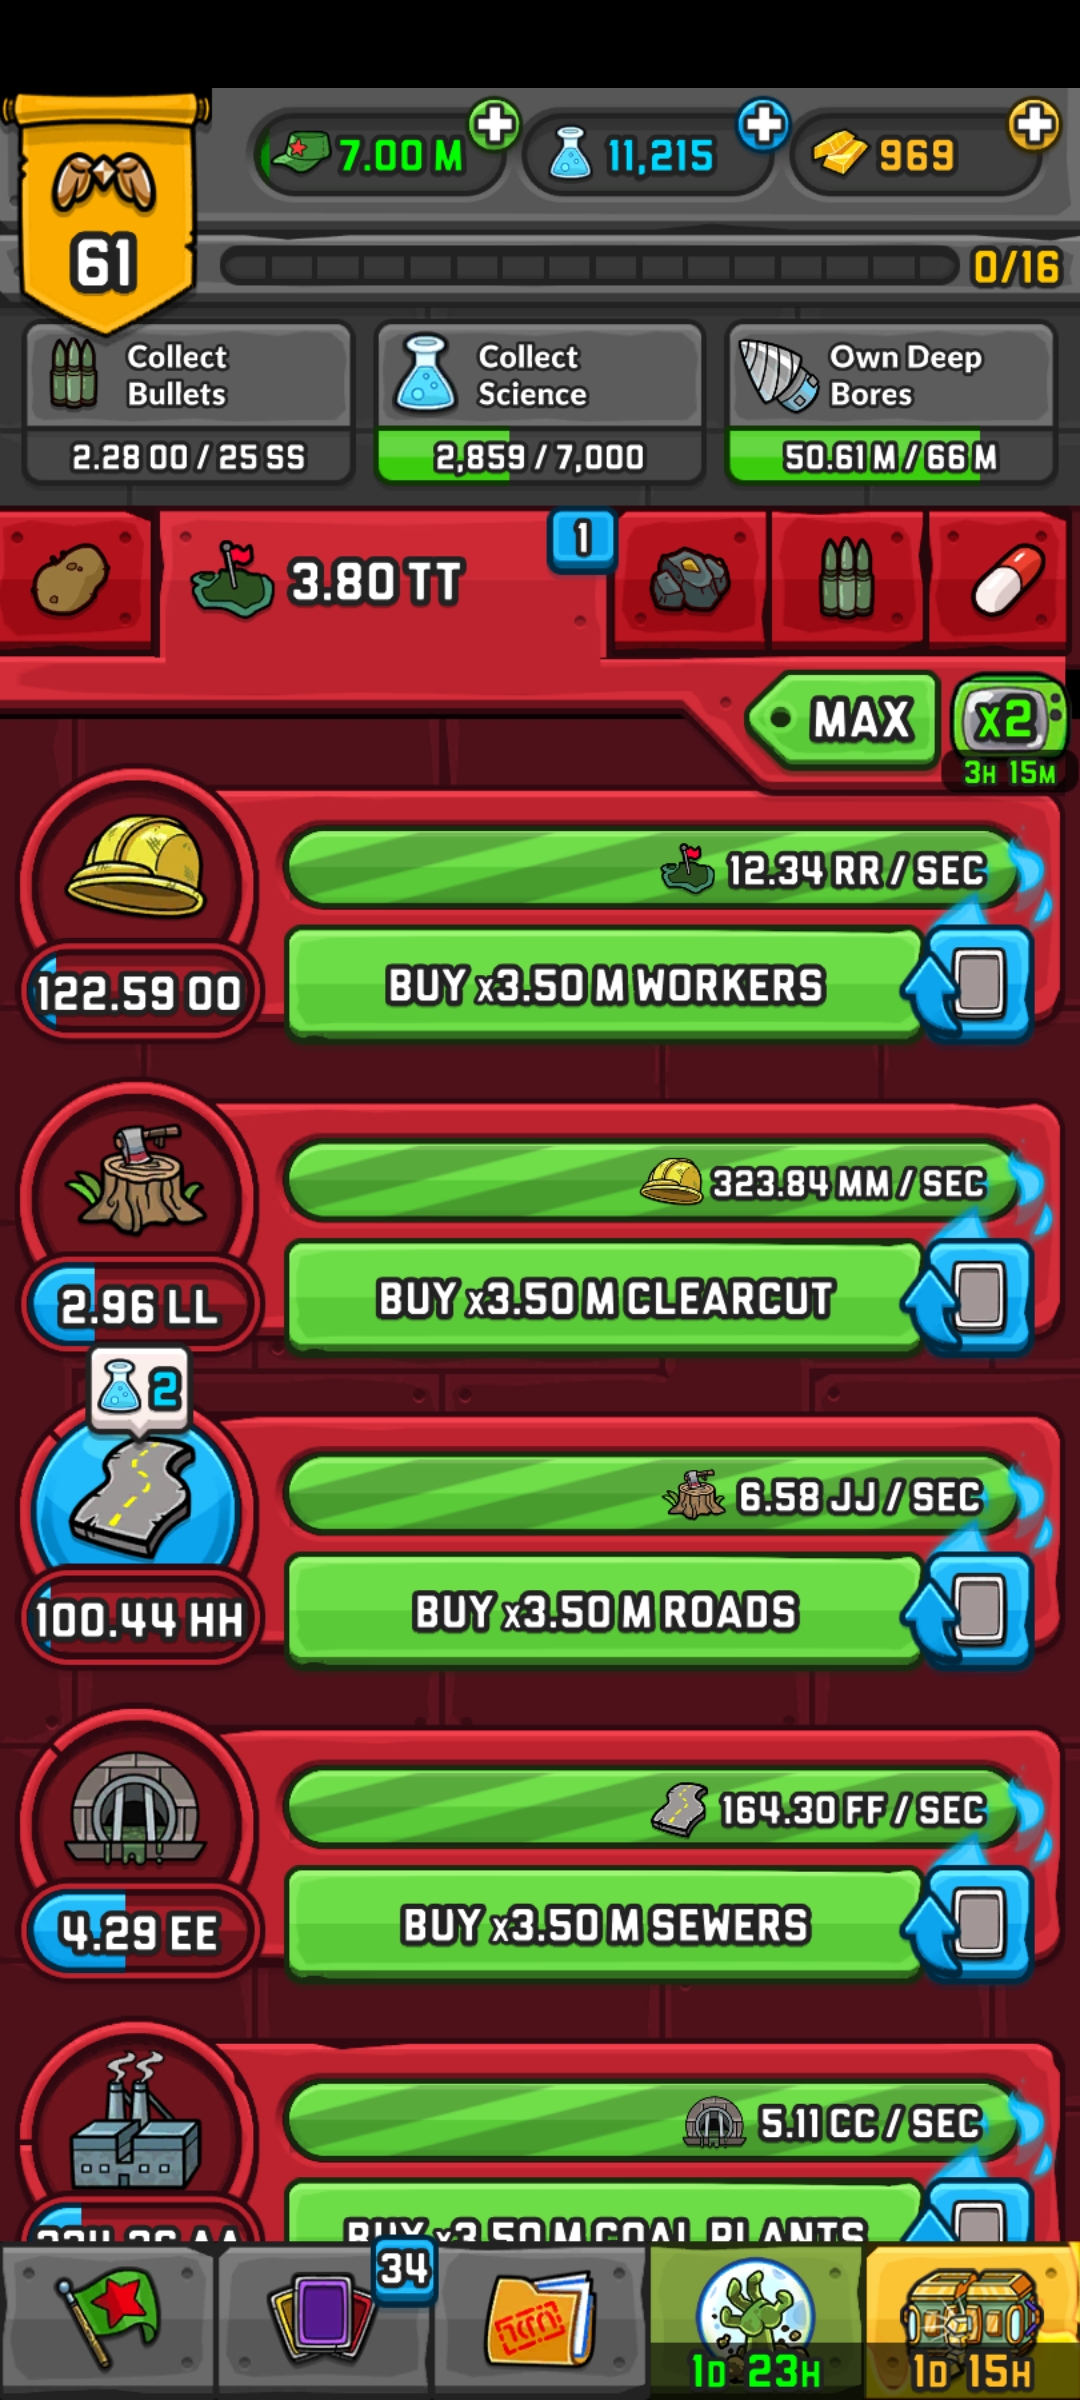 7.00 M
11,215
969
61
0/16
Collect
Bullets
2.28 OO / 25 SS
Collect
Science
2,859 / 7,000
Own Deep
Bores
50.61 M / 66 M
3.80 TT
1
MAX
x2
3H 15M
12.34 RR / SEC
122.59 OO
BUY x3.50 M WORKERS
323.84 MM / SEC
2.96 LL
BUY x3.50 M CLEARCUT
2
6.58 JJ / SEC
100.44 HH
BUY x3.50 M ROADS
164.30 FF / SEC
4.29 EE
BUY x3.50 M SEWERS
5.11 CC / SEC
BUY x3.50 M COAL PLANTS
34
1D 23H
1D 15H